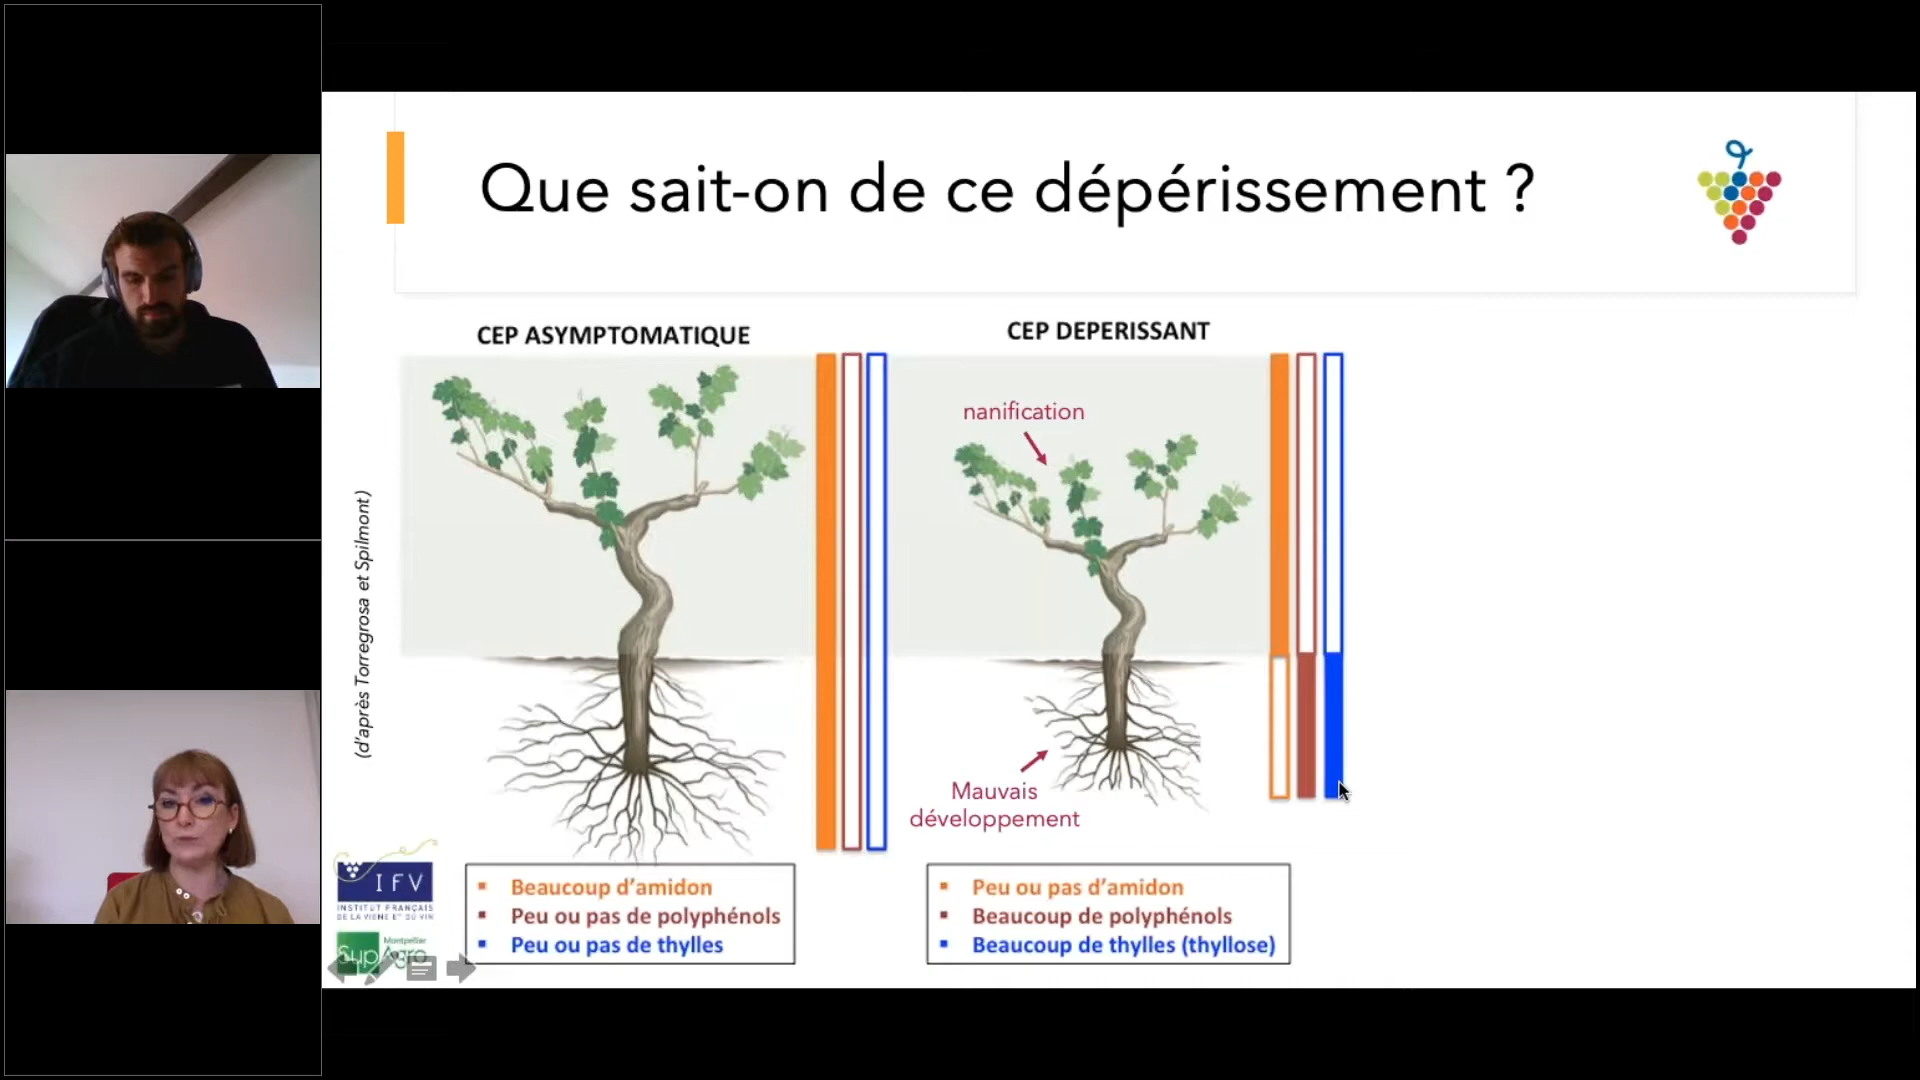 Que sait-on de ce dépérissement ?
CEP ASYMPTOMATIQUE
CEP DEPERISSANT
nanification
(d'après Torregrosa et Spilmont)
Mauvais
développement
IFV
INSTITUT FRANÇAIS
DE LA VIGNE ET DU VIN
Montpellier
SupAgro
▪ Beaucoup d'amidon
▪ Peu ou pas de polyphénols
▪ Peu ou pas de thylles
▪ Peu ou pas d'amidon
▪ Beaucoup de polyphénols
▪ Beaucoup de thylles (thyllose)